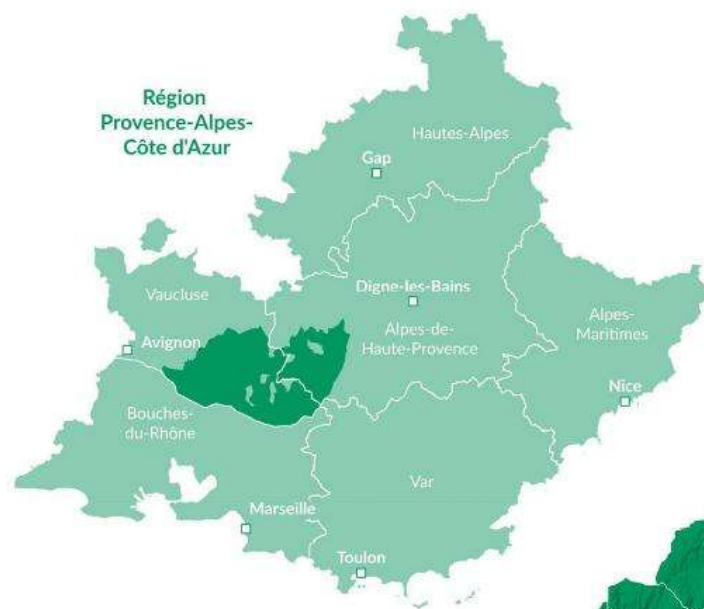 Région
Provence-Alpes-
Côte d'Azur
Hautes-Alpes
Gap
Vaucluse
Digne-les-Bains
Alpes-
Maritimes
Avignon
Alpes-de-
Haute-Provence
Nice
Bouches-
du-Rhône
Var
Marseille
Toulon